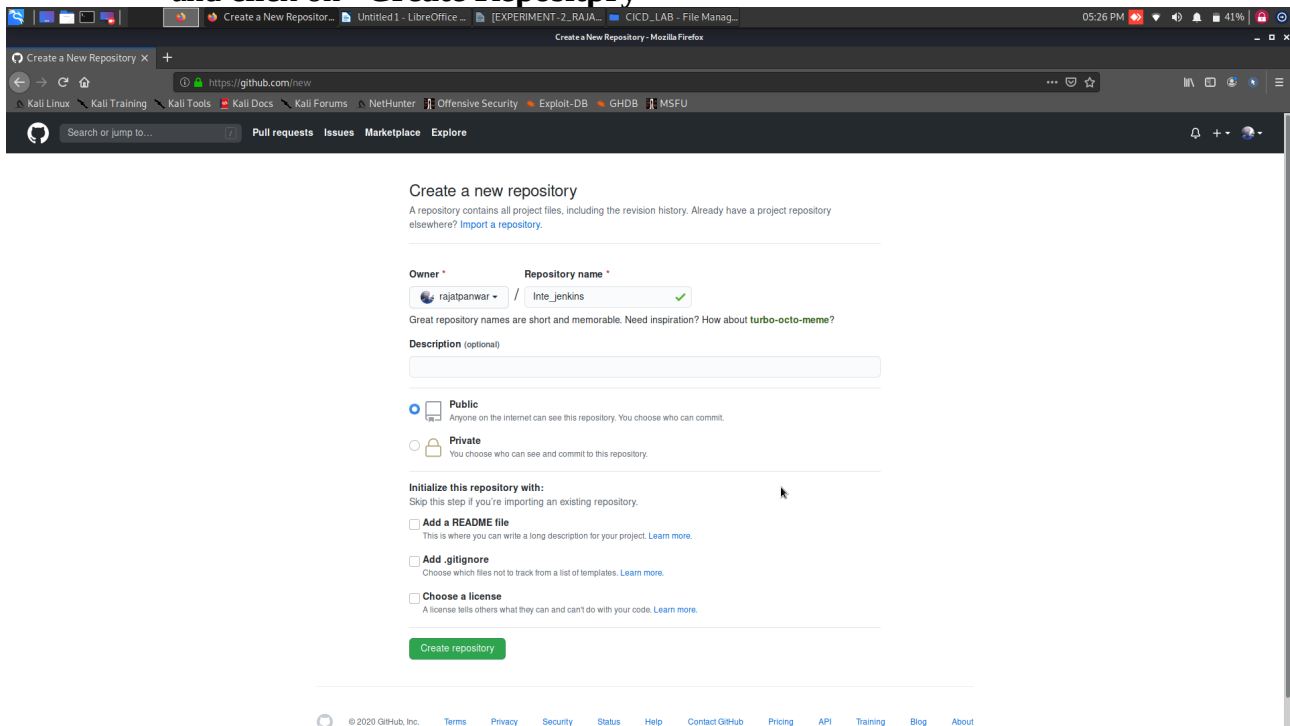 and click on "Create Repositpry
Create a New Repositor... Untitled 1 - LibreOffice ... [EXPERIMENT-2_RAJA... CICD_LAB - File Manag... 05:26 PM 41%
Create a New Repository - Mozilla Firefox
Create a New Repository
https://github.com/new
Kali Linux Kali Training Kali Tools Kali Docs Kali Forums NetHunter Offensive Security Exploit-DB GHDB MSFU
Search or jump to... / Pull requests Issues Marketplace Explore
Create a new repository
A repository contains all project files, including the revision history. Already have a project repository
elsewhere? Import a repository.
Owner * Repository name *
rajatpanwar / Inte_jenkins
Great repository names are short and memorable. Need inspiration? How about turbo-octo-meme?
Description (optional)
Public
Anyone on the internet can see this repository. You choose who can commit.
Private
You choose who can see and commit to this repository.
Initialize this repository with:
Skip this step if you're importing an existing repository.
Add a README file
This is where you can write a long description for your project. Learn more.
Add .gitignore
Choose which files not to track from a list of templates. Learn more.
Choose a license
A license tells others what they can and can't do with your code. Learn more.
Create repository
© 2020 GitHub, Inc. Terms Privacy Security Status Help Contact GitHub Pricing API Training Blog About